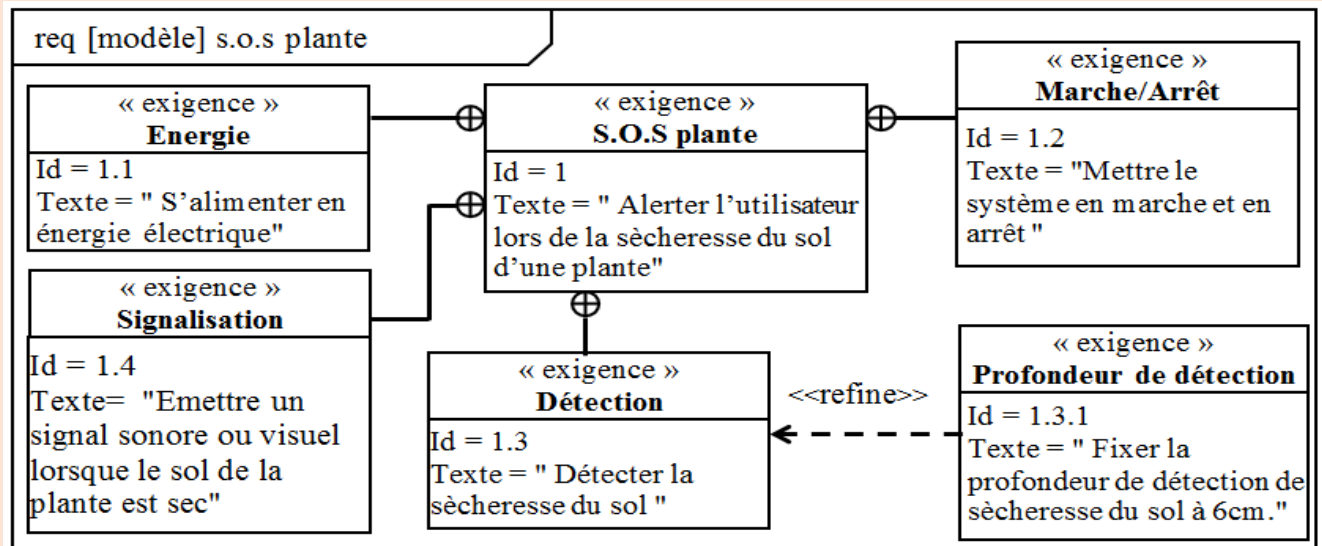 req [modèle] s.o.s plante
« exigence »
Energie
Id = 1.1
Texte = " S’alimenter en
énergie électrique"
« exigence »
S.O.S plante
Id = 1
Texte = " Alerter l’utilisateur
lors de la sècheresse du sol
d’une plante"
« exigence »
Marche/Arrêt
Id = 1.2
Texte = "Mettre le
système en marche et en
arrêt "
« exigence »
Signalisation
Id = 1.4
Texte= "Emettre un
signal sonore ou visuel
lorsque le sol de la
plante est sec"
« exigence »
Détection
Id = 1.3
Texte = " Détecter la
sècheresse du sol "
<<refine>>
« exigence »
Profondeur de détection
Id = 1.3.1
Texte = " Fixer la
profondeur de détection de
sècheresse du sol à 6cm."